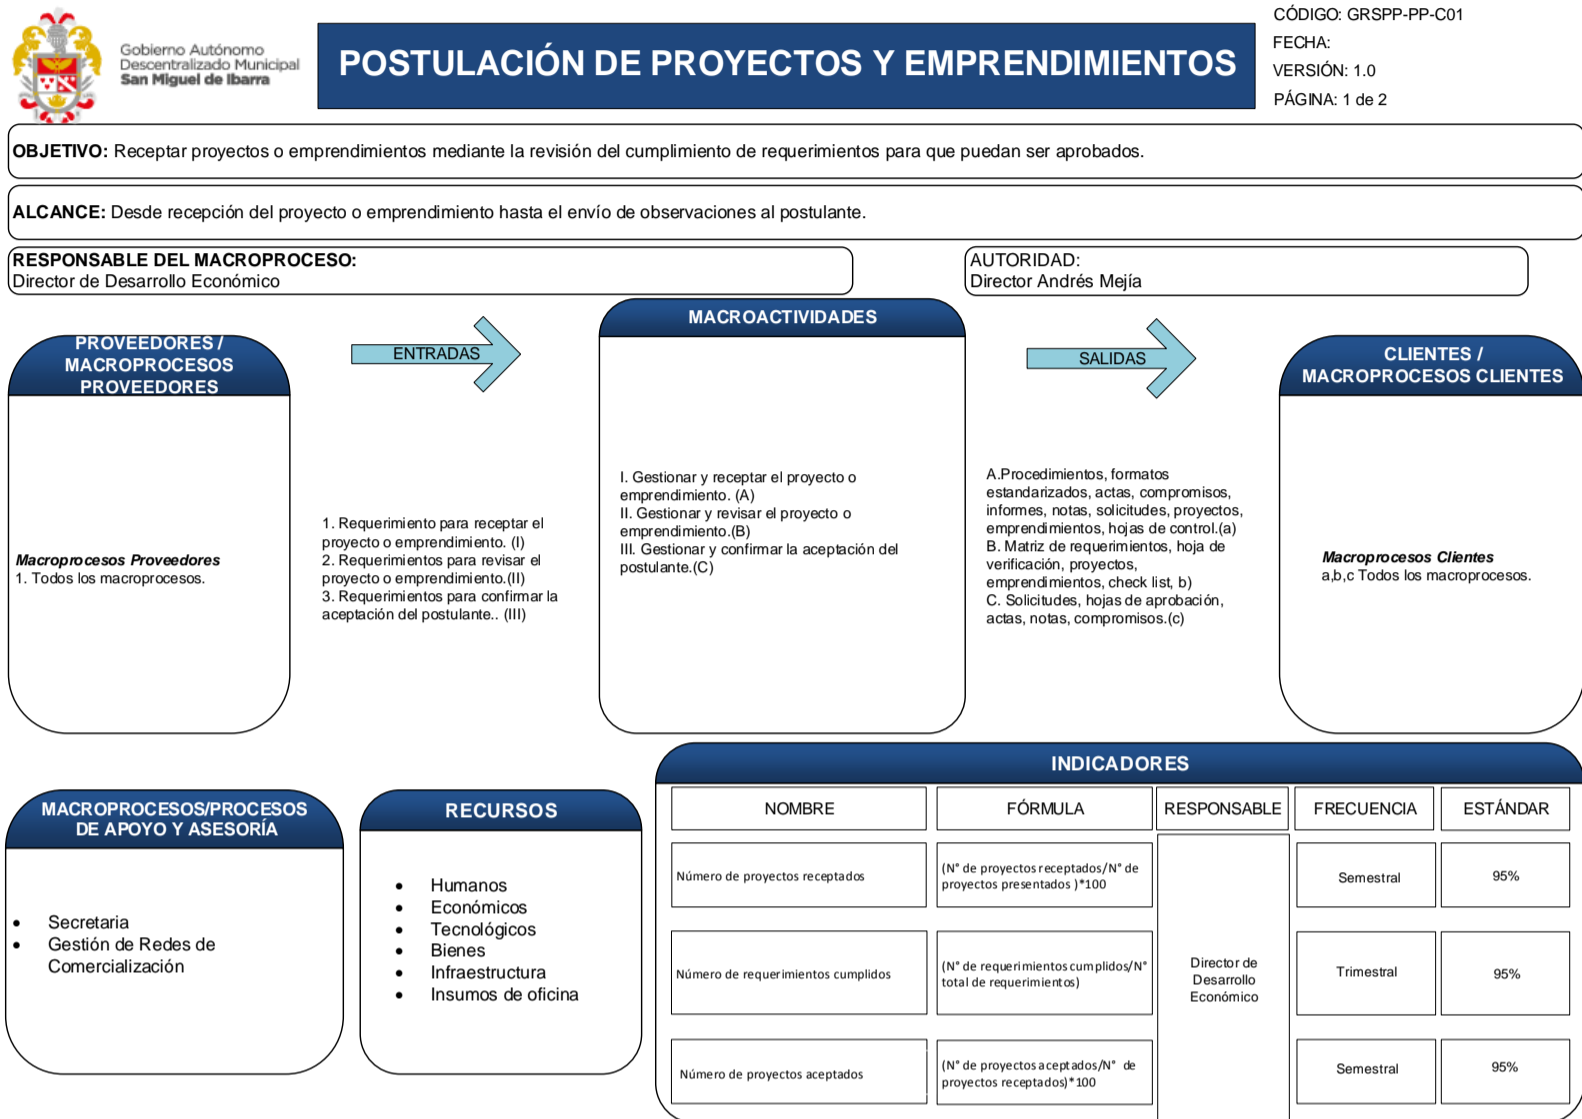 Gobierno Autónomo
Descentralizado Municipal
San Miguel de Ibarra
POSTULACIÓN DE PROYECTOS Y EMPRENDIMIENTOS
CÓDIGO: GRSPP-PP-C01
FECHA:
VERSIÓN: 1.0
PÁGINA: 1 de 2
OBJETIVO: Receptar proyectos o emprendimientos mediante la revisión del cumplimiento de requerimientos para que puedan ser aprobados.
ALCANCE: Desde recepción del proyecto o emprendimiento hasta el envío de observaciones al postulante.
RESPONSABLE DEL MACROPROCESO:
Director de Desarrollo Económico
AUTORIDAD:
Director Andrés Mejía
PROVEEDORES /
MACROPROCESOS
PROVEEDORES
Macroprocesos Proveedores
1. Todos los macroprocesos.
ENTRADAS
1. Requerimiento para receptar el
proyecto o emprendimiento. (I)
2. Requerimientos para revisar el
proyecto o emprendimiento.(II)
3. Requerimientos para confirmar la
aceptación del postulante.. (III)
MACROACTIVIDADES
I. Gestionar y receptar el proyecto o
emprendimiento. (A)
II. Gestionar y revisar el proyecto o
emprendimiento.(B)
III. Gestionar y confirmar la aceptación del
postulante.(C)
SALIDAS
A.Procedimientos, formatos
estandarizados, actas, compromisos,
informes, notas, solicitudes, proyectos,
emprendimientos, hojas de control.(a)
B. Matriz de requerimientos, hoja de
verificación, proyectos,
emprendimientos, check list, b)
C. Solicitudes, hojas de aprobación,
actas, notas, compromisos.(c)
CLIENTES /
MACROPROCESOS CLIENTES
Macroprocesos Clientes
a,b,c Todos los macroprocesos.
MACROPROCESOS/PROCESOS
DE APOYO Y ASESORÍA
• Secretaria
• Gestión de Redes de
Comercialización
RECURSOS
• Humanos
• Económicos
• Tecnológicos
• Bienes
• Infraestructura
• Insumos de oficina
INDICADORES
NOMBRE FÓRMULA RESPONSABLE FRECUENCIA ESTÁNDAR
Número de proyectos receptados
(N° de proyectos receptados/N° de
proyectos presentados )*100
Semestral
95%
Número de requerimientos cumplidos
(N° de requerimientos cumplidos/N°
total de requerimientos)
Director de
Desarrollo
Económico
Trimestral
95%
Número de proyectos aceptados
(N° de proyectos aceptados/N° de
proyectos receptados)*100
Semestral
95%